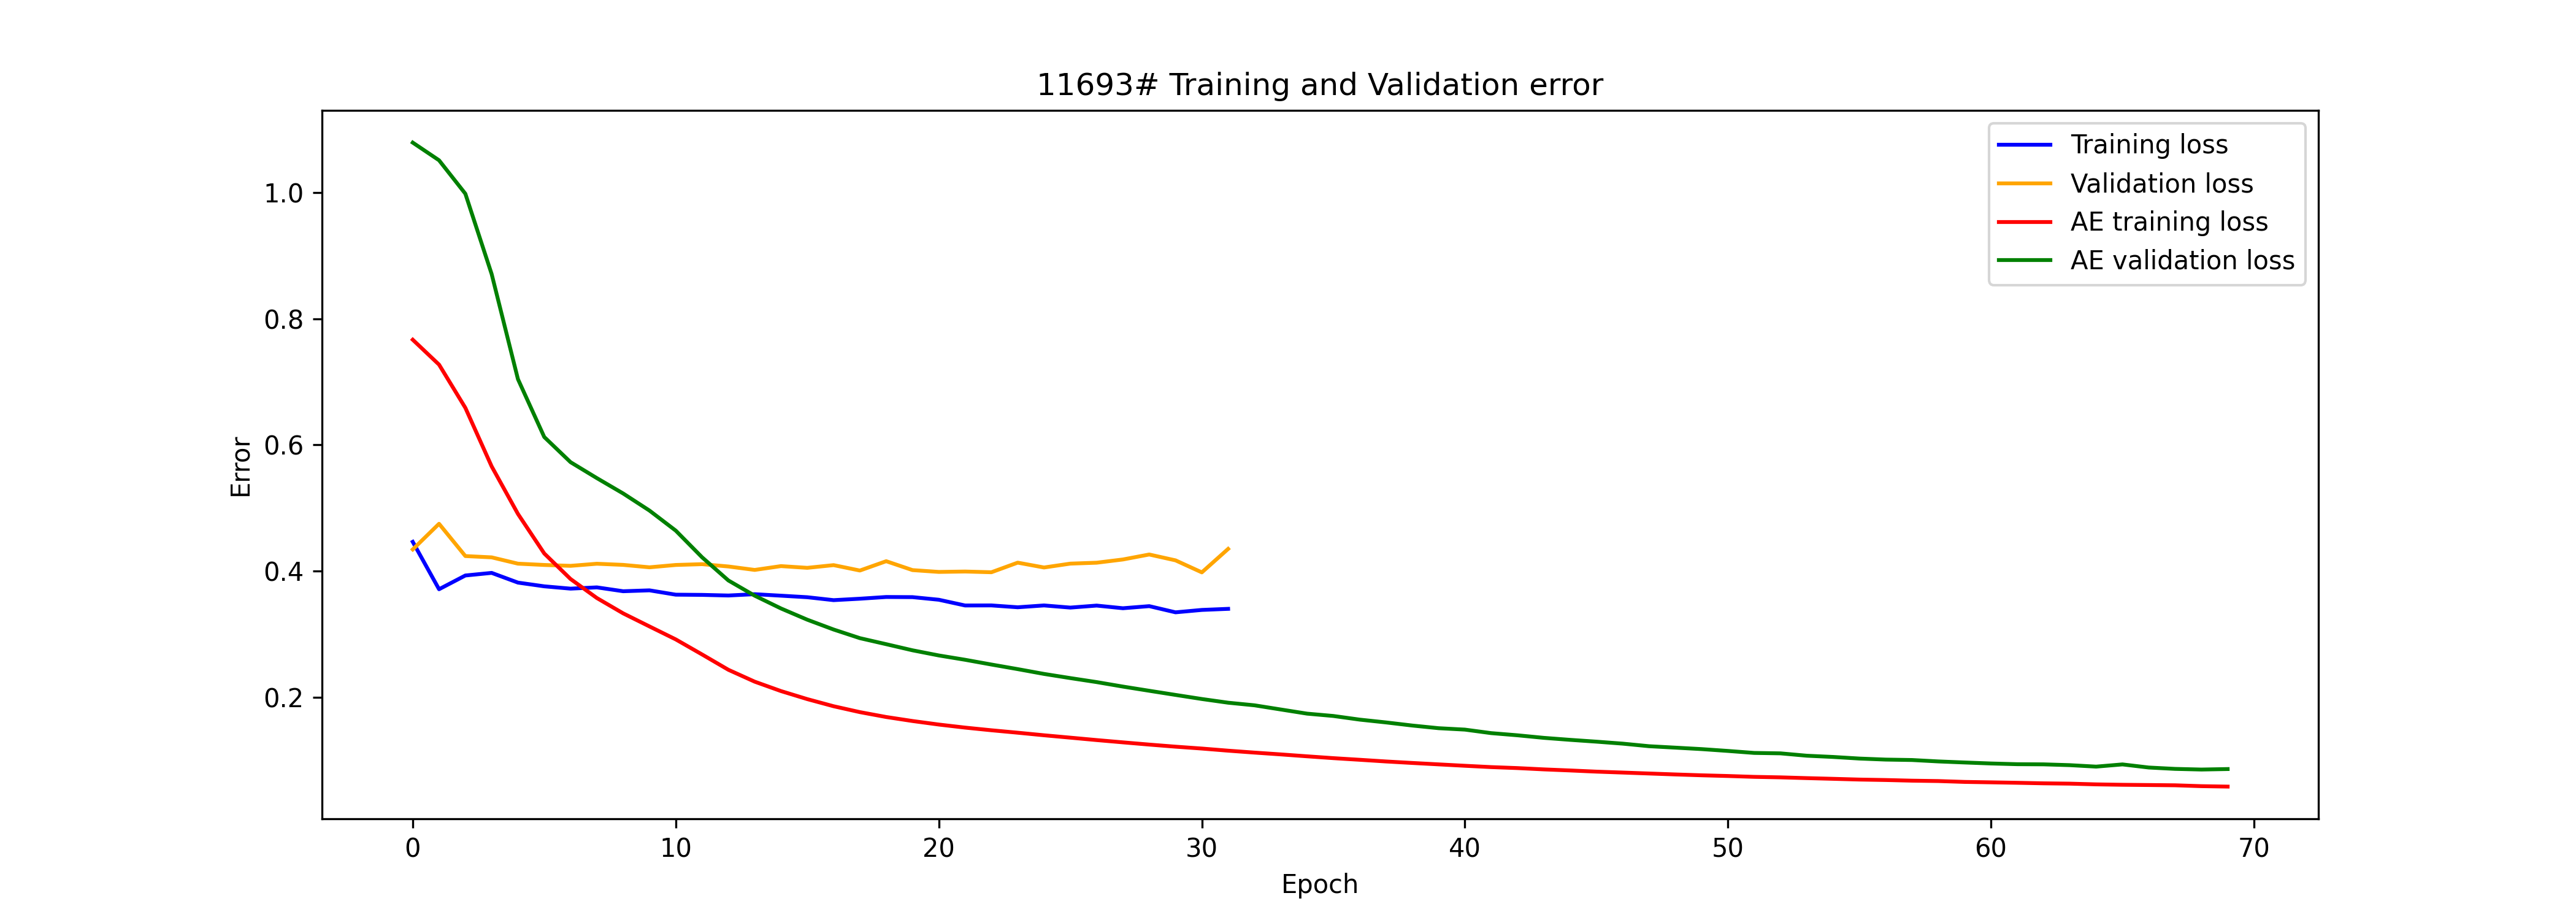 11693# Training and Validation error
Training loss
Validation loss
AE training loss
AE validation loss
Error
1.0
0.8
0.6
0.4
0.2
0 10 20 30 40 50 60 70
Epoch